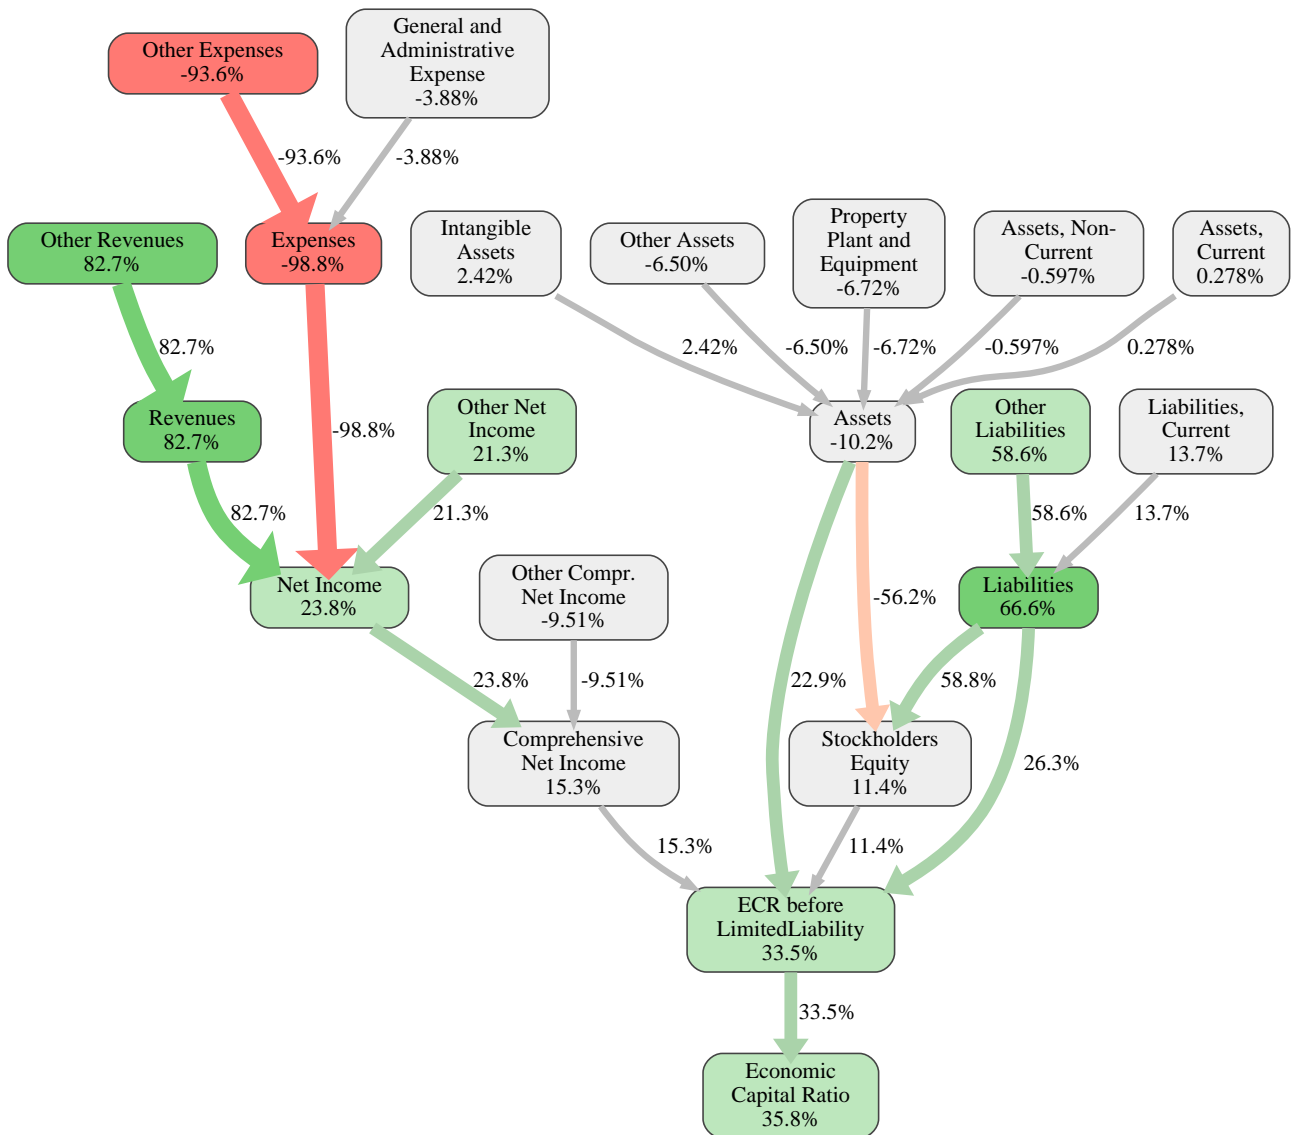 Other Expenses
-93.6%
General and
Administrative
Expense
-3.88%
-93.6%
-3.88%
Other Revenues
82.7%
Expenses
-98.8%
Intangible
Assets
2.42%
Other Assets
-6.50%
Property
Plant and
Equipment
-6.72%
Assets, Non-
Current
-0.597%
Assets,
Current
0.278%
82.7%
2.42%
-6.50%
-6.72%
-0.597%
0.278%
Revenues
82.7%
-98.8%
Other Net
Income
21.3%
Assets
-10.2%
Other
Liabilities
58.6%
Liabilities,
Current
13.7%
82.7%
21.3%
58.6%
13.7%
Net Income
23.8%
Other Compr.
Net Income
-9.51%
-56.2%
Liabilities
66.6%
23.8%
-9.51%
22.9%
58.8%
Comprehensive
Net Income
15.3%
Stockholders
Equity
11.4%
26.3%
15.3%
11.4%
ECR before
LimitedLiability
33.5%
33.5%
Economic
Capital Ratio
35.8%